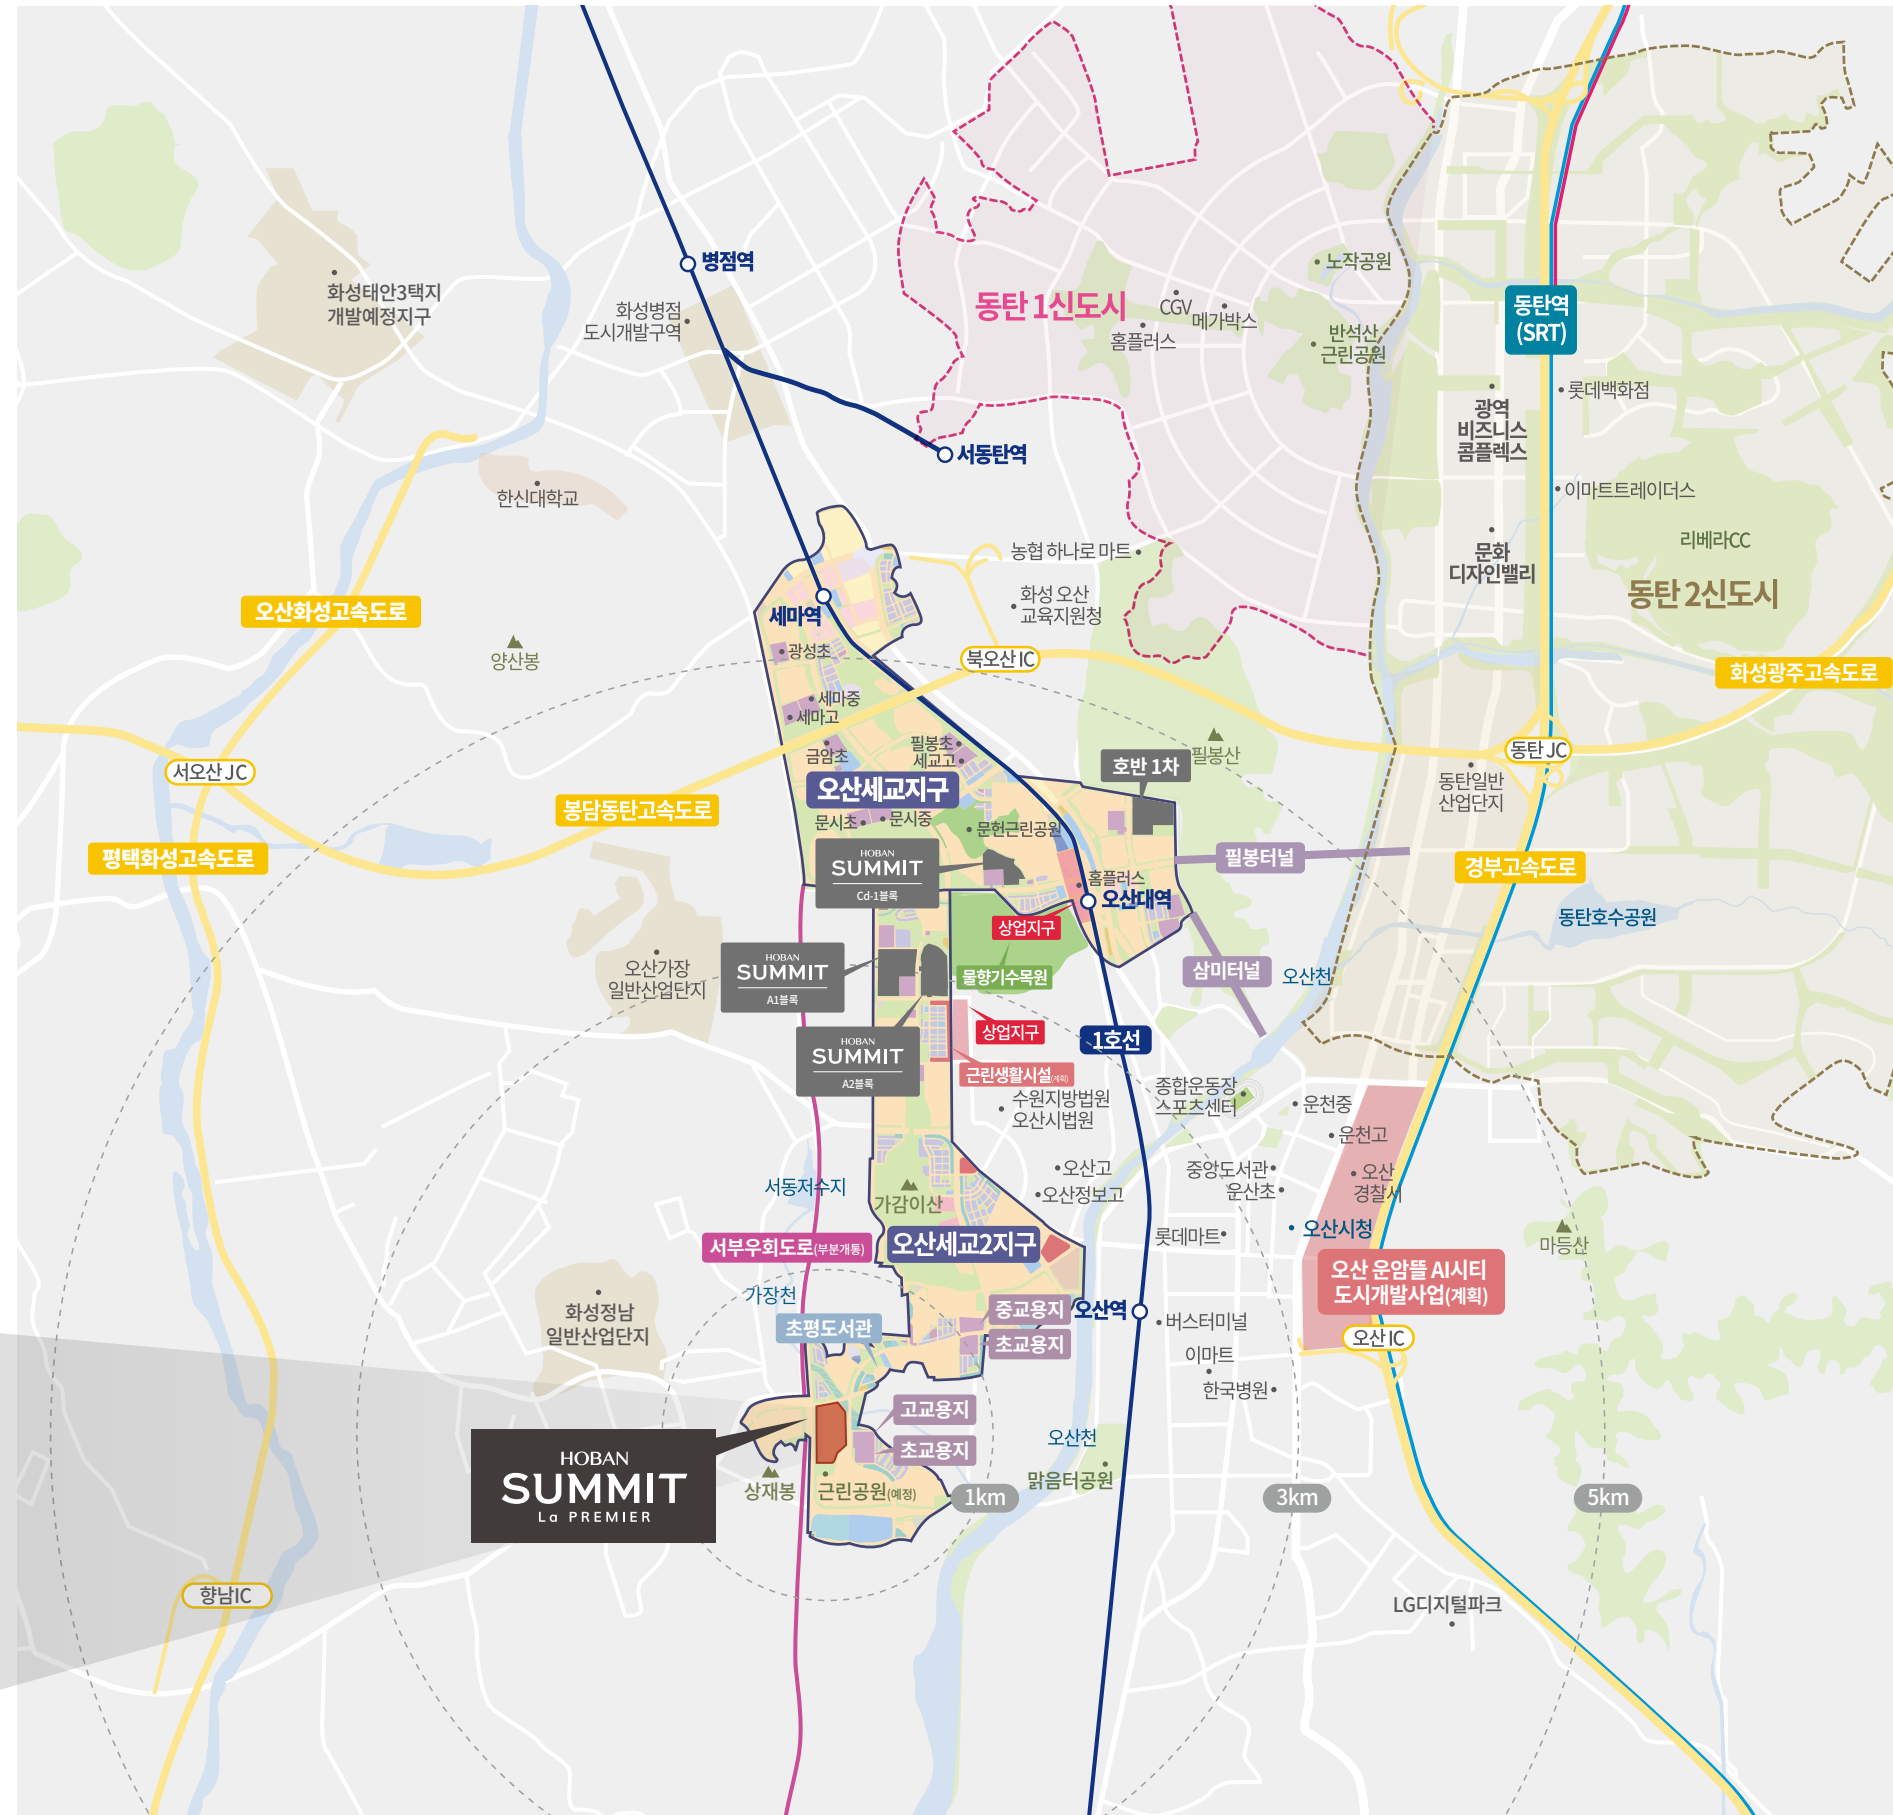 병점역
화성태안3택지
개발예정지구
화성병점
도시개발구역
동탄 1신도시
CGV
메가박스
홈플러스
노작공원
반석산
근린공원
동탄역
(SRT)
롯데백화점
광역
비즈니스
콤플렉스
서동탄역
한신대학교
이마트트레이더스
리베라CC
문화
디자인밸리
동탄 2신도시
농협 하나로 마트
화성 오산
교육지원청
오산화성고속도로
세마역
양산봉
광성초
북오산 IC
화성광주고속도로
세마중
세마고
금암초
필봉초
세교고
필봉산
호반 1차
동탄 JC
서오산 JC
동탄일반
산업단지
오산세교지구
봉담동탄고속도로
문시초
문시중
문헌근린공원
평택화성고속도로
필봉터널
경부고속도로
HOBAN
SUMMIT
Cd-1블록
홈플러스
오산대역
동탄호수공원
상업지구
오산가장
일반산업단지
HOBAN
SUMMIT
A1블록
물향기수목원
삼미터널
오산천
상업지구
1호선
HOBAN
SUMMIT
A2블록
근린생활시설(계획)
수원지방법원
오산시법원
종합운동장
스포츠센터
운천중
운천고
오산고
오산정보고
중앙도서관
운산초
오산
경찰서
서동저수지
가감이산
서부우회도로(부분개통)
오산세교2지구
롯데마트
오산시청
마등산
오산 운암뜰 AI시티
도시개발사업(계획)
가장천
화성정남
일반산업단지
초평도서관
중교용지
초교용지
오산역
버스터미널
오산 IC
이마트
한국병원
고교용지
초교용지
오산천
맑음터공원
HOBAN
SUMMIT
La PREMIER
상재봉
근린공원(예정)
1km
3km
5km
향남IC
LG디지털파크